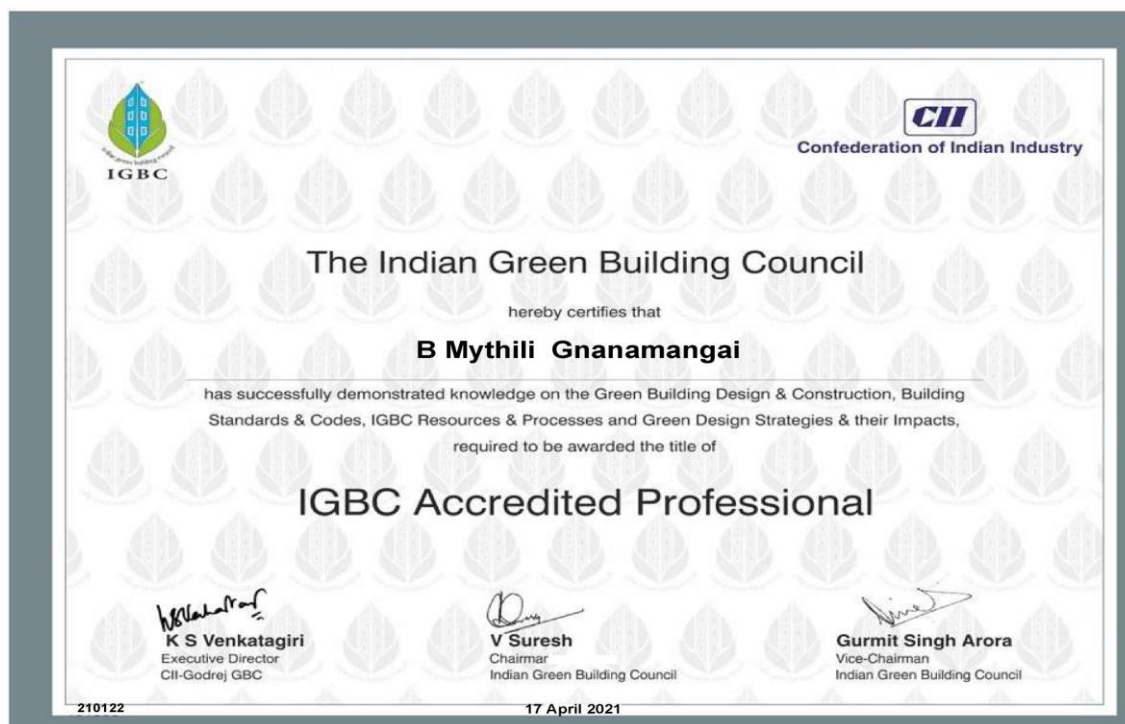 IGBC
CII
Confederation of Indian Industry
The Indian Green Building Council
hereby certifies that
B Mythili Gnanamangai
has successfully demonstrated knowledge on the Green Building Design & Construction, Building
Standards & Codes, IGBC Resources & Processes and Green Design Strategies & their Impacts,
required to be awarded the title of
IGBC Accredited Professional
K S Venkatagiri
Executive Director
CII-Godrej GBC
V Suresh
Chairmar
Indian Green Building Council
Gurmit Singh Arora
Vice-Chairman
Indian Green Building Council
210122
17 April 2021